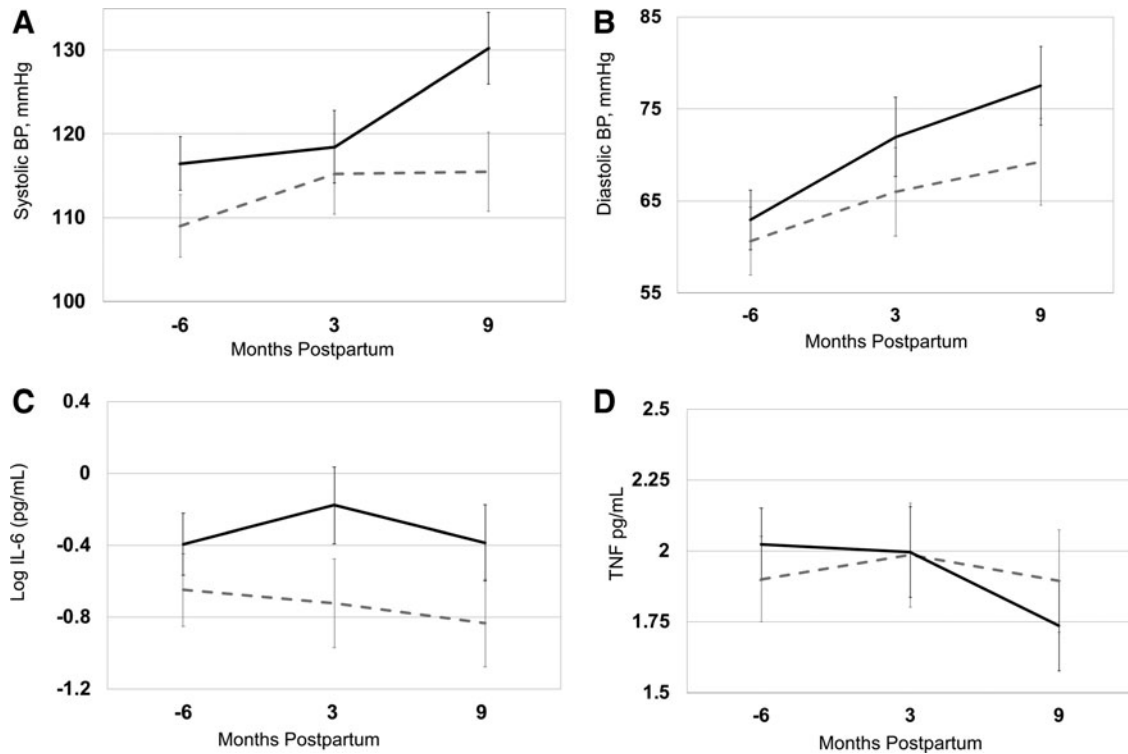 A
Systolic BP, mmHg
130
120
110
100
-6
3
9
Months Postpartum
B
Diastolic BP, mmHg
85
75
65
55
-6
3
9
Months Postpartum
C
Log IL-6 (pg/mL)
0.4
0
-0.4
-0.8
-1.2
-6
3
9
Months Postpartum
D
TNF pg/mL
2.5
2.25
2
1.75
1.5
-6
3
9
Months Postpartum